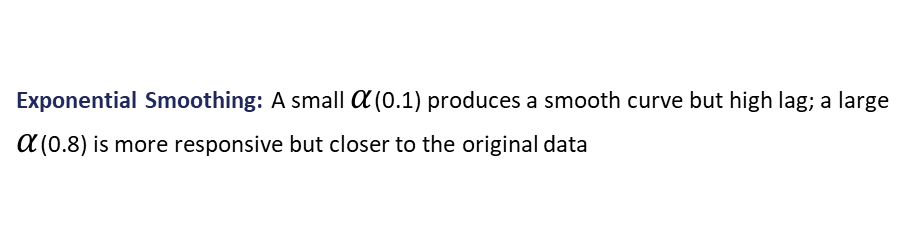 Exponential Smoothing: A small α(0.1) produces a smooth curve but high lag; a large
α(0.8) is more responsive but closer to the original data